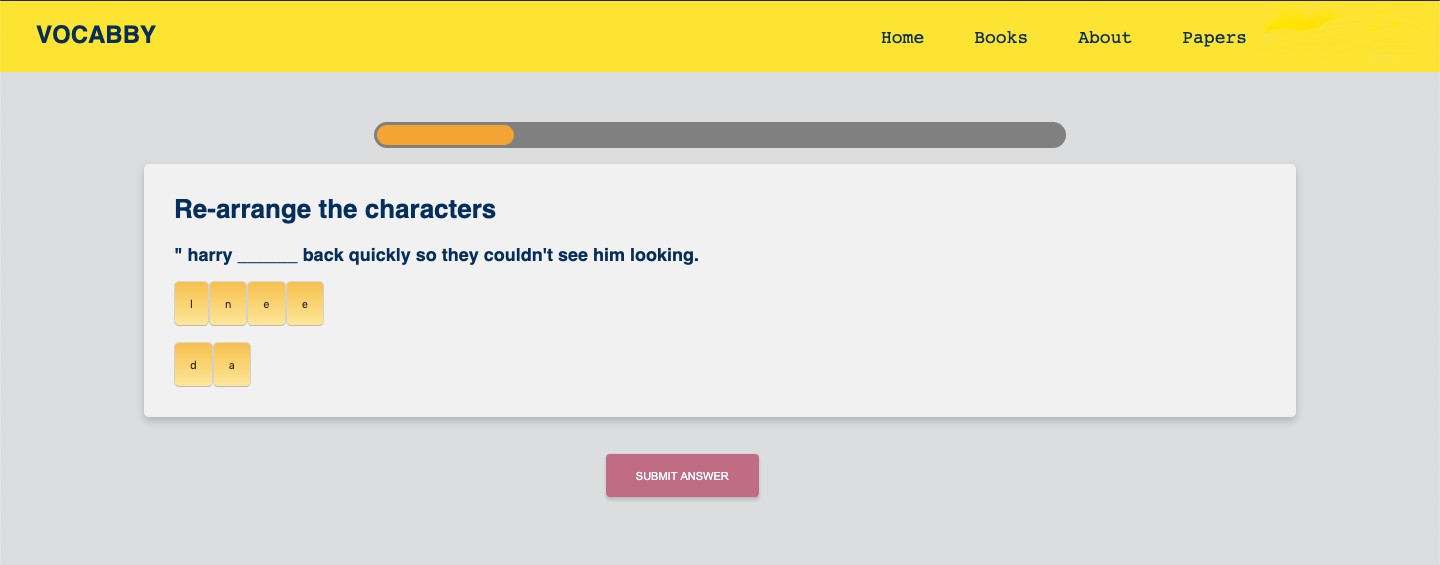 VOCABBY Home Books About Papers
Re-arrange the characters
" harry ______ back quickly so they couldn't see him looking.
l n e e
d a
SUBMIT ANSWER